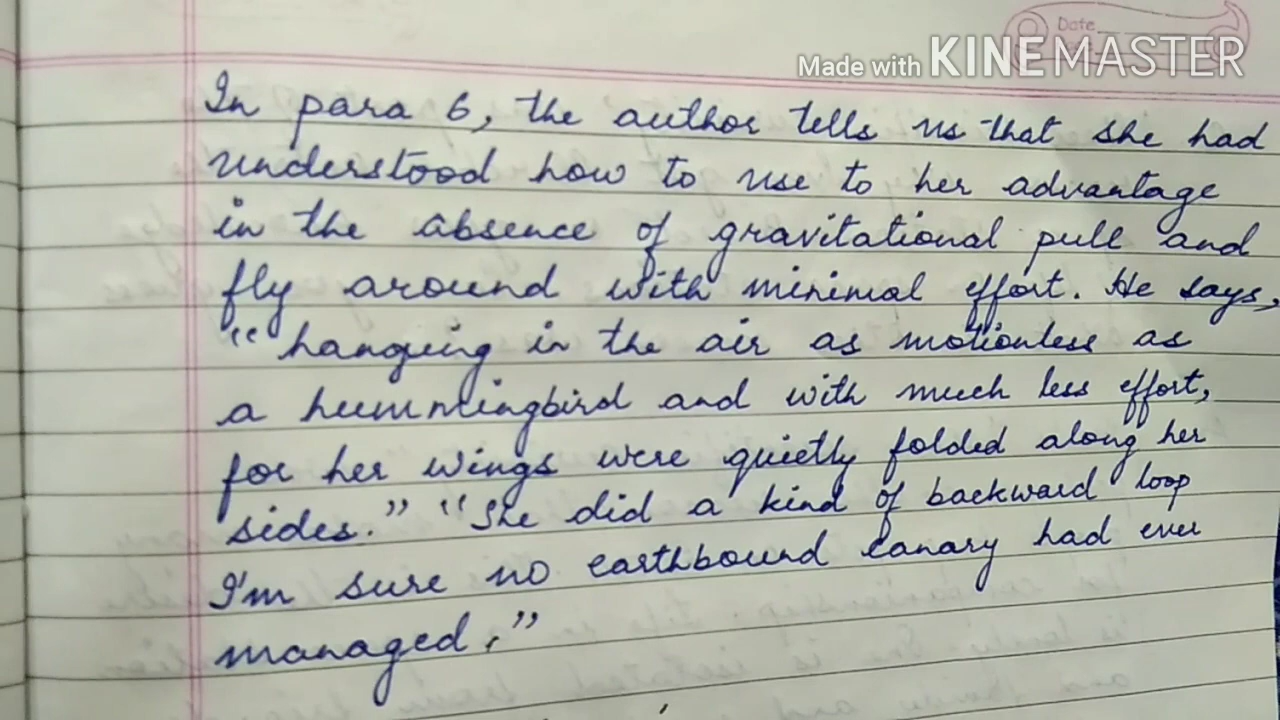 Date
Made with KINEMASTER
In para 6, the author tells us that she had
understood how to use to her advantage
in the absence of gravitational pull and
fly around with minimal effort. He says,
"hanging in the air as motionless as
a hummingbird and with much less effort,
for her wings were quietly folded along her
sides." "She did a kind of backward loop
I'm sure no earthbound canary had ever
managed."